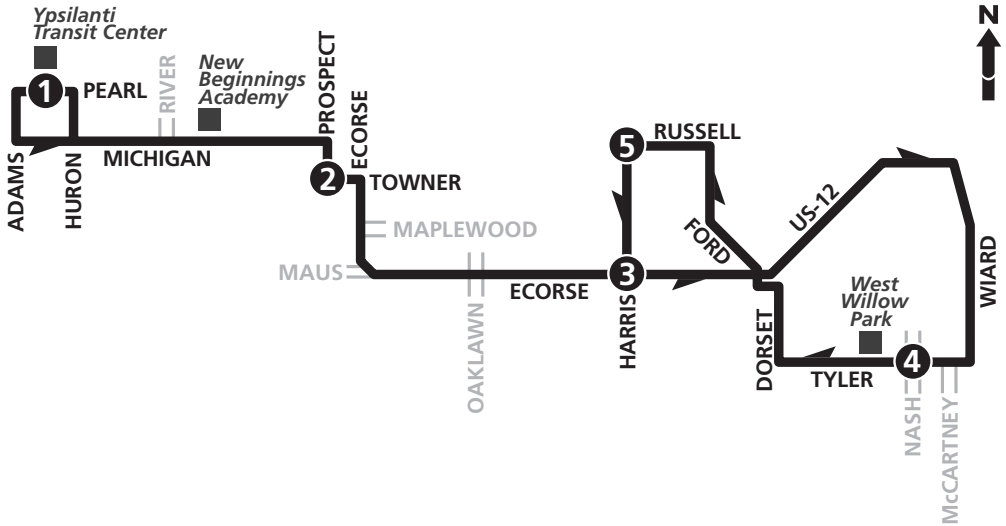 Ypsilanti
Transit Center
1
PEARL
RIVER
New
Beginnings
Academy
PROSPECT
ECORSE
N
ADAMS
HURON
MICHIGAN
2
TOWNER
5
RUSSELL
MAPLEWOOD
MAUS
OAKLAWN
ECORSE
3
HARRIS
FORD
US-12
WIARD
DORSET
West
Willow
Park
TYLER
4
NASH
McCARTNEY